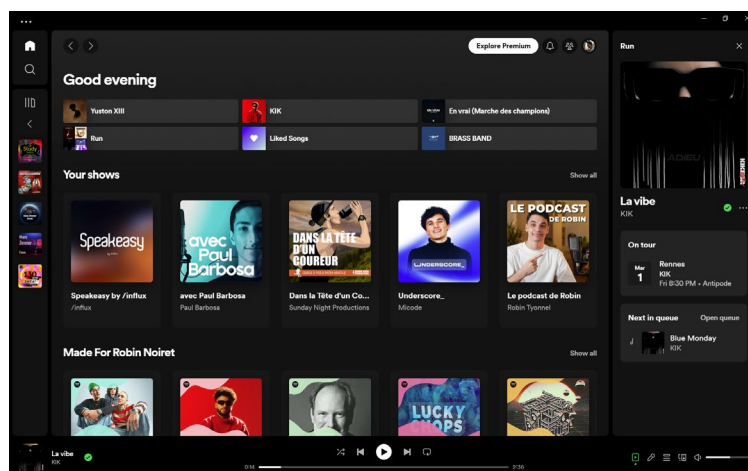 Explore Premium
Good evening
Yuston XIII
KIK
En vrai (Marche des champions)
Run
Liked Songs
BRASS BAND
Your shows
Show all
Speakeasy
avec
Paul
Barbosa
DANS LA TÊTE
D'UN
COUREUR
UNDERSCORE_
LE PODCAST
DE ROBIN
Speakeasy by /influx
/influx
avec Paul Barbosa
Paul Barbosa
Dans la Tête d'un Co...
Sunday Night Productions
Underscore_
Micode
Le podcast de Robin
Robin Tyonnel
Made For Robin Noiret
Show all
LUCKY
CHOPS
Run
ADIEU
La vibe
KIK
On tour
Mar
1
Rennes
KIK
Fri 8:30 PM • Antipode
Next in queue
Open queue
Blue Monday
KIK
La vibe
KIK
0:14
2:36